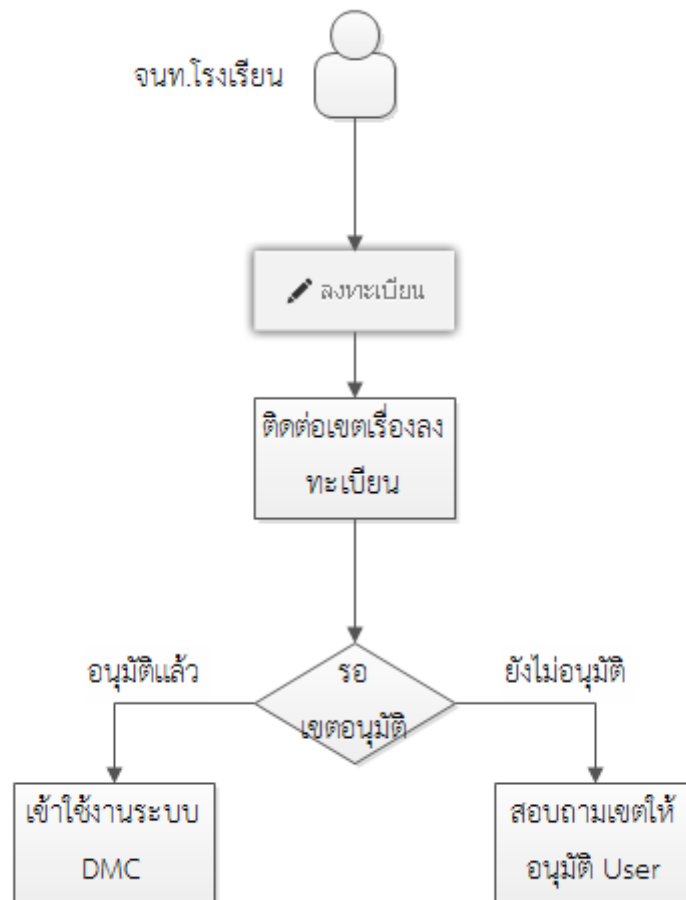 จนท.โรงเรียน
ลงทะเบียน
ติดต่อเขตเรื่องลง
ทะเบียน
อนุมัติแล้ว
รอ
เขตอนุมัติ
ยังไม่อนุมัติ
เข้าใช้งานระบบ
DMC
สอบถามเขตให้
อนุมัติ User